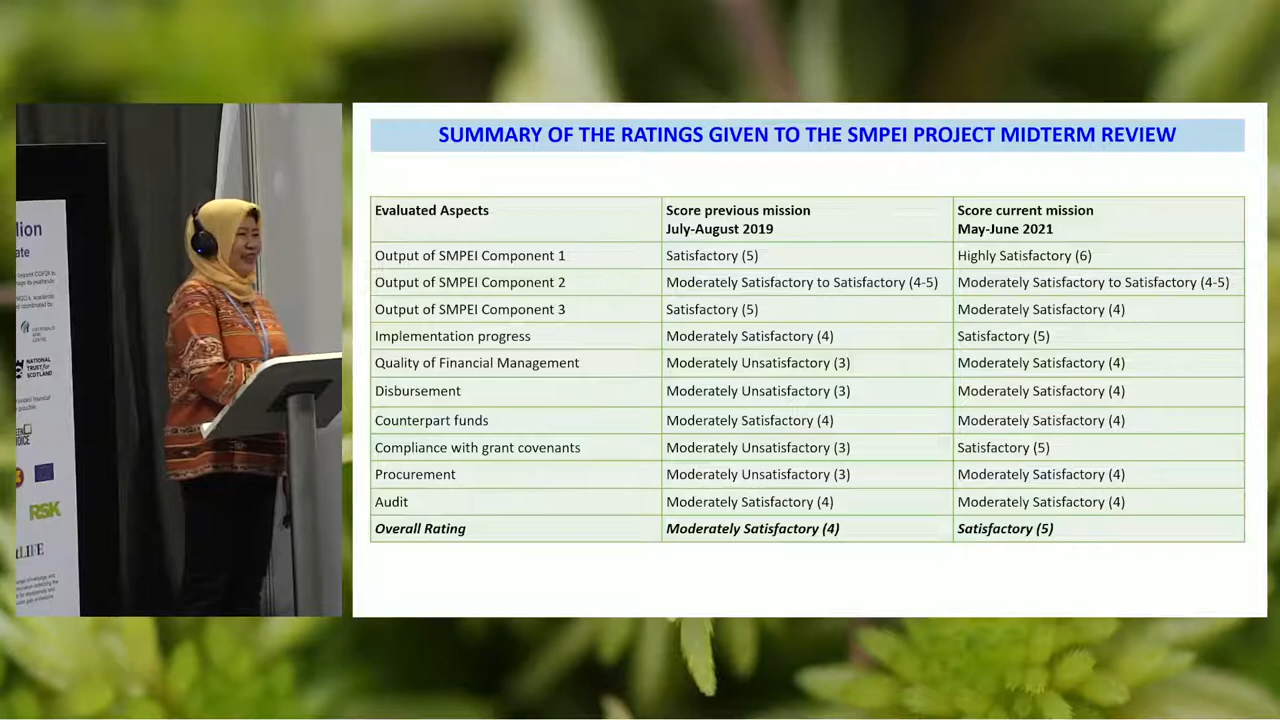 SUMMARY OF THE RATINGS GIVEN TO THE SMPEI PROJECT MIDTERM REVIEW
Evaluated Aspects
Score previous mission
July-August 2019
Score current mission
May-June 2021
Output of SMPEI Component 1
Satisfactory (5)
Highly Satisfactory (6)
Output of SMPEI Component 2
Moderately Satisfactory to Satisfactory (4-5)
Moderately Satisfactory to Satisfactory (4-5)
Output of SMPEI Component 3
Satisfactory (5)
Moderately Satisfactory (4)
Implementation progress
Moderately Satisfactory (4)
Satisfactory (5)
Quality of Financial Management
Moderately Unsatisfactory (3)
Moderately Satisfactory (4)
Disbursement
Moderately Unsatisfactory (3)
Moderately Satisfactory (4)
Counterpart funds
Moderately Satisfactory (4)
Moderately Satisfactory (4)
Compliance with grant covenants
Moderately Unsatisfactory (3)
Satisfactory (5)
Procurement
Moderately Unsatisfactory (3)
Moderately Satisfactory (4)
Audit
Moderately Satisfactory (4)
Moderately Satisfactory (4)
Overall Rating
Moderately Satisfactory (4)
Satisfactory (5)
NATIONAL
TRUST for
SCOTLAND
RSK